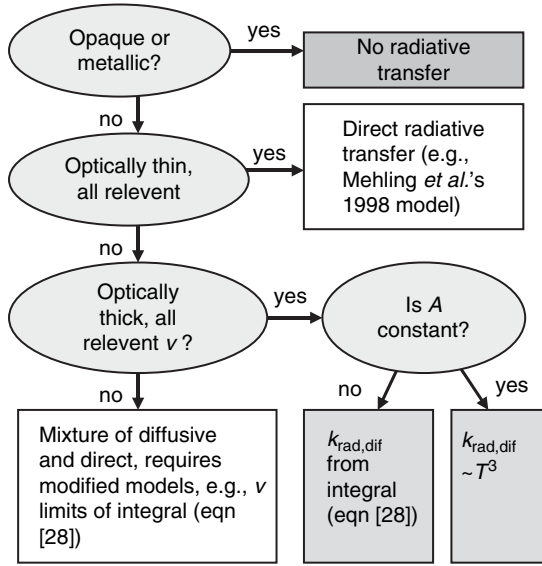 Opaque or
metallic?
yes
No radiative
transfer
no
Optically thin,
all relevent
yes
Direct radiative
transfer (e.g.,
Mehling et al.'s
1998 model)
no
Optically
thick, all
relevent v ?
yes
Is A
constant?
no
Mixture of diffusive
and direct, requires
modified models, e.g., v
limits of integral (eqn
[28])
no
k rad,dif
from
integral
(eqn [28])
yes
k rad,dif
~T³